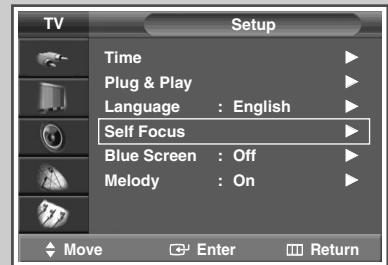 TV Setup
Time
Plug & Play
Language : English
Self Focus
Blue Screen : Off
Melody : On
Move Enter Return